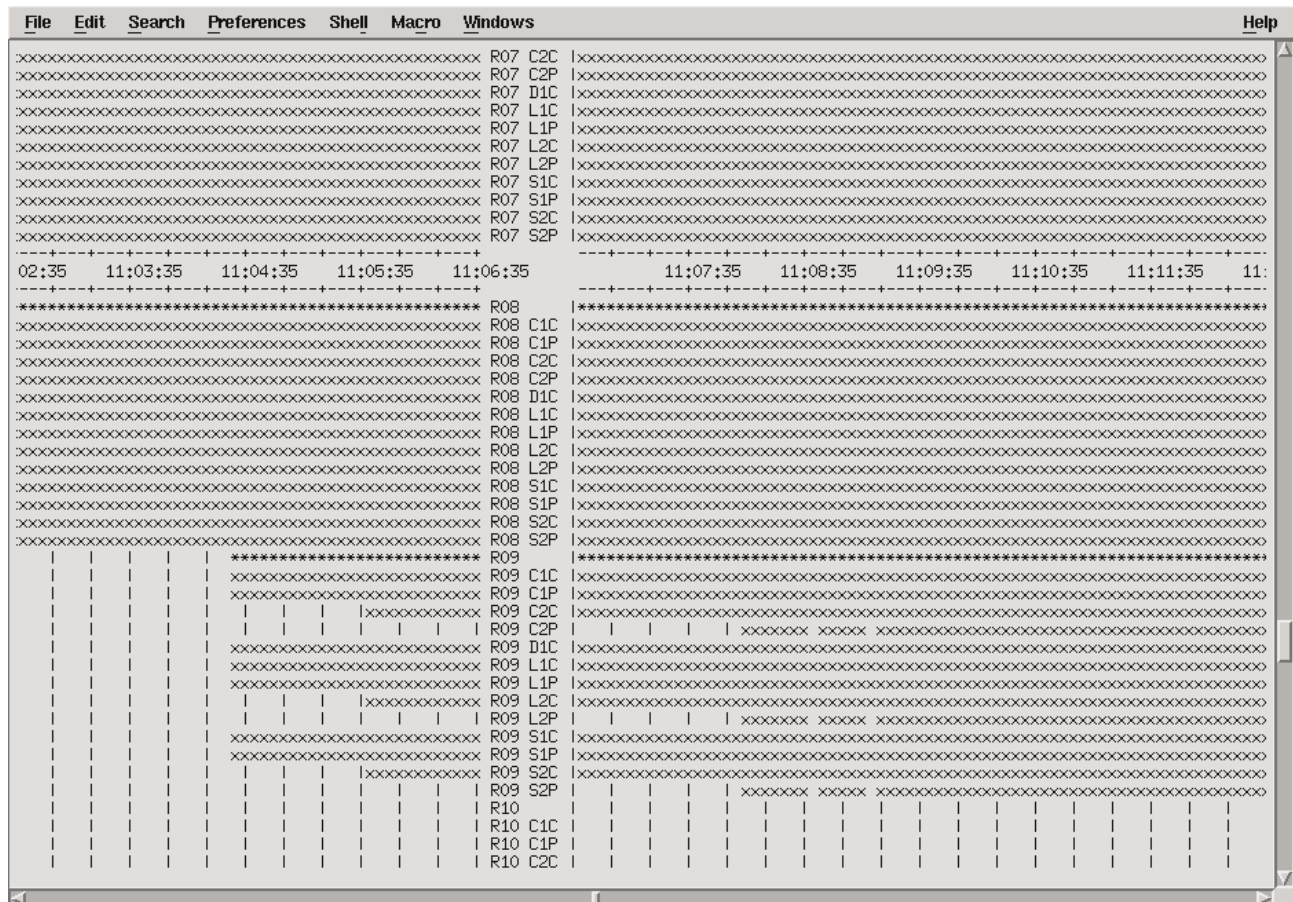 File Edit Search Preferences Shell Macro Windows Help
R07 C2C
R07 C2P
R07 D1C
R07 L1C
R07 L1P
R07 L2C
R07 L2P
R07 S1C
R07 S1P
R07 S2C
R07 S2P
02:35 11:03:35 11:04:35 11:05:35 11:06:35 11:07:35 11:08:35 11:09:35 11:10:35 11:11:35 11:
R08
R08 C1C
R08 C1P
R08 C2C
R08 C2P
R08 D1C
R08 L1C
R08 L1P
R08 L2C
R08 L2P
R08 S1C
R08 S1P
R08 S2C
R08 S2P
R09
R09 C1C
R09 C1P
R09 C2C
R09 C2P
R09 D1C
R09 L1C
R09 L1P
R09 L2C
R09 L2P
R09 S1C
R09 S1P
R09 S2C
R09 S2P
R10
R10 C1C
R10 C1P
R10 C2C